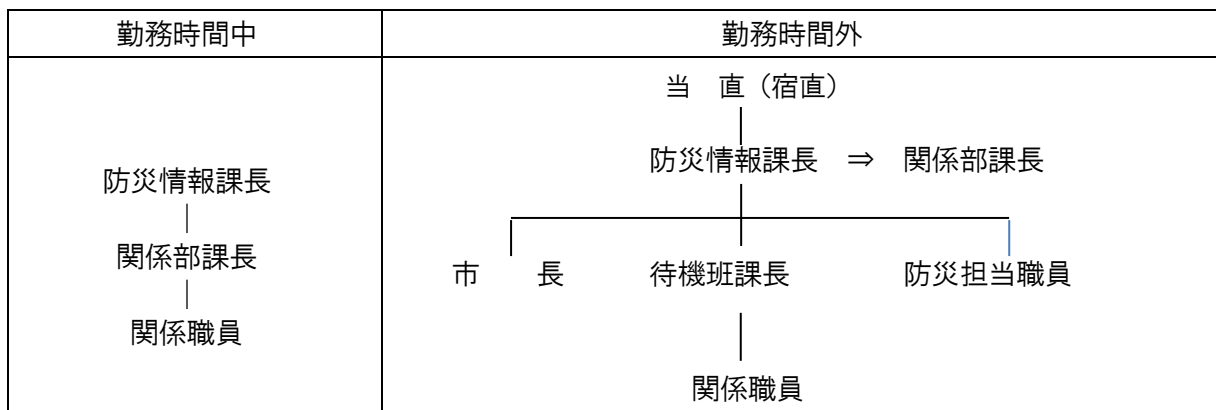 勤務時間中
勤務時間外
防災情報課長
関係部課長
関係職員
当　直（宿直）
防災情報課長　⇒　関係部課長
市　　長　　待機班課長　　防災担当職員
関係職員